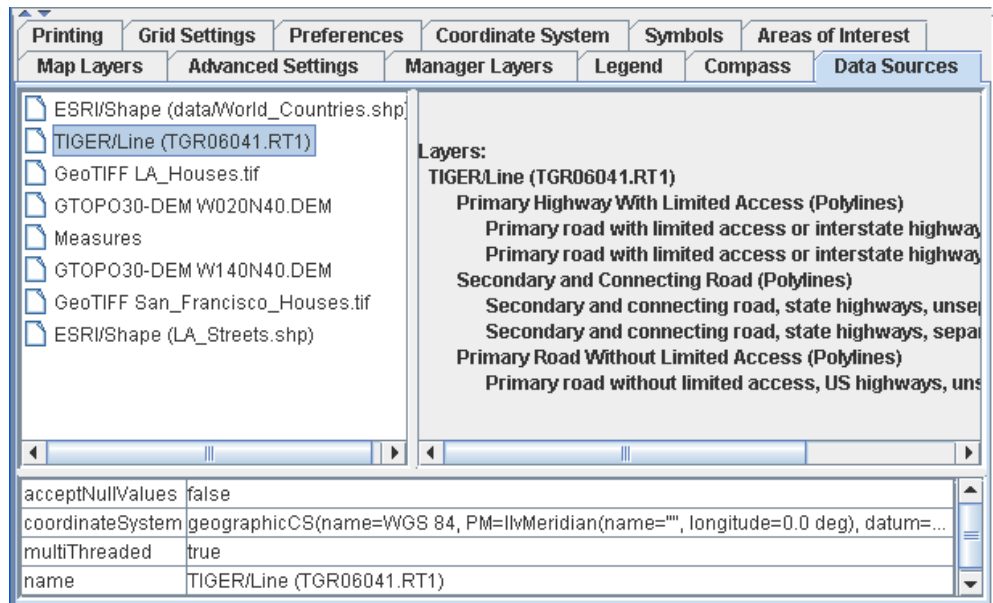 Printing Grid Settings Preferences Coordinate System Symbols Areas of Interest
Map Layers Advanced Settings Manager Layers Legend Compass Data Sources
ESRI/Shape (data/World_Countries.shp)
TIGER/Line (TGR06041.RT1)
GeoTIFF LA_Houses.tif
GTOPO30-DEM W020N40.DEM
Measures
GTOPO30-DEM W140N40.DEM
GeoTIFF San_Francisco_Houses.tif
ESRI/Shape (LA_Streets.shp)
Layers:
TIGER/Line (TGR06041.RT1)
Primary Highway With Limited Access (Polylines)
Primary road with limited access or interstate highway
Primary road with limited access or interstate highway
Secondary and Connecting Road (Polylines)
Secondary and connecting road, state highways, unsep
Secondary and connecting road, state highways, separ
Primary Road Without Limited Access (Polylines)
Primary road without limited access, US highways, uns
acceptNullValues false
coordinateSystem geographicCS(name=WGS 84, PM=IlvMeridian(name="", longitude=0.0 deg), datum=...
multiThreaded true
name TIGER/Line (TGR06041.RT1)